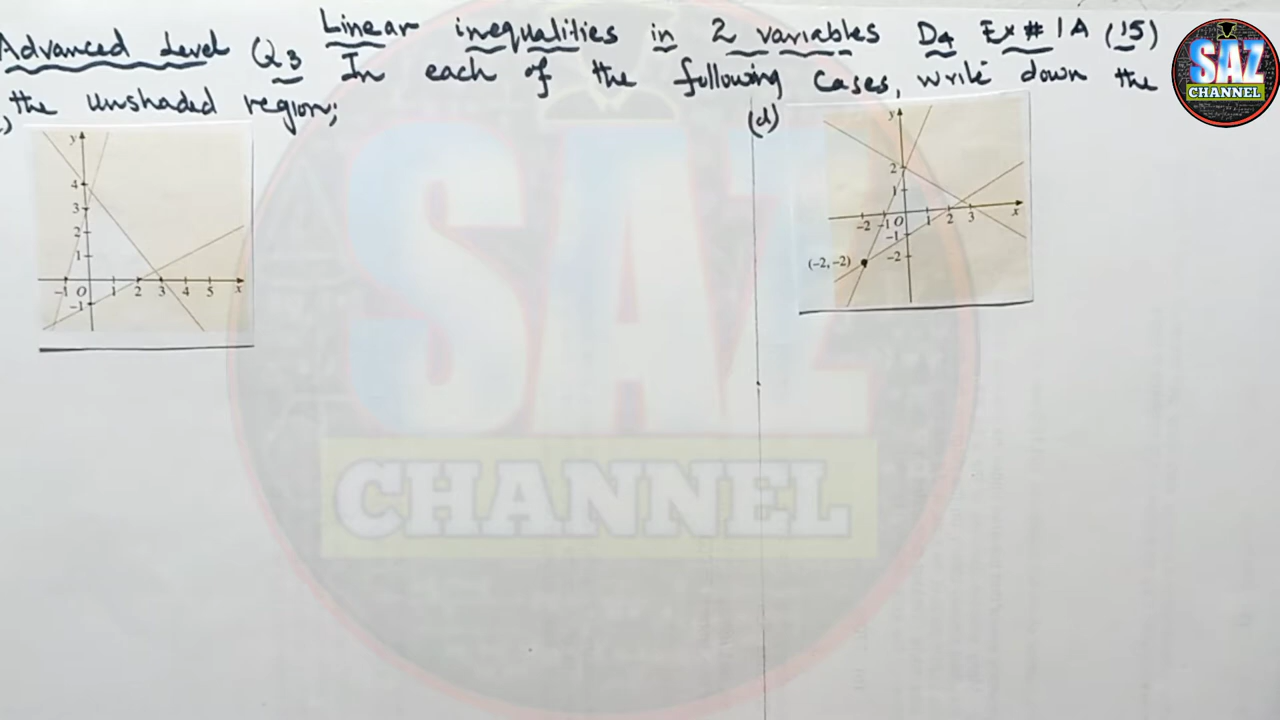 Linear inequalities in 2 variables D4 Ex # 1A (15)
Advanced Level Q3 In each of the following cases, write down the
the unshaded region;
(d)
y
4
3
2
1
-1 O 1 2 3 4 5 x
-1
y
2
1
-2 -1 O 1 2 3 x
-1
(-2, -2) -2
SAZ
CHANNEL
SAZ
CHANNEL